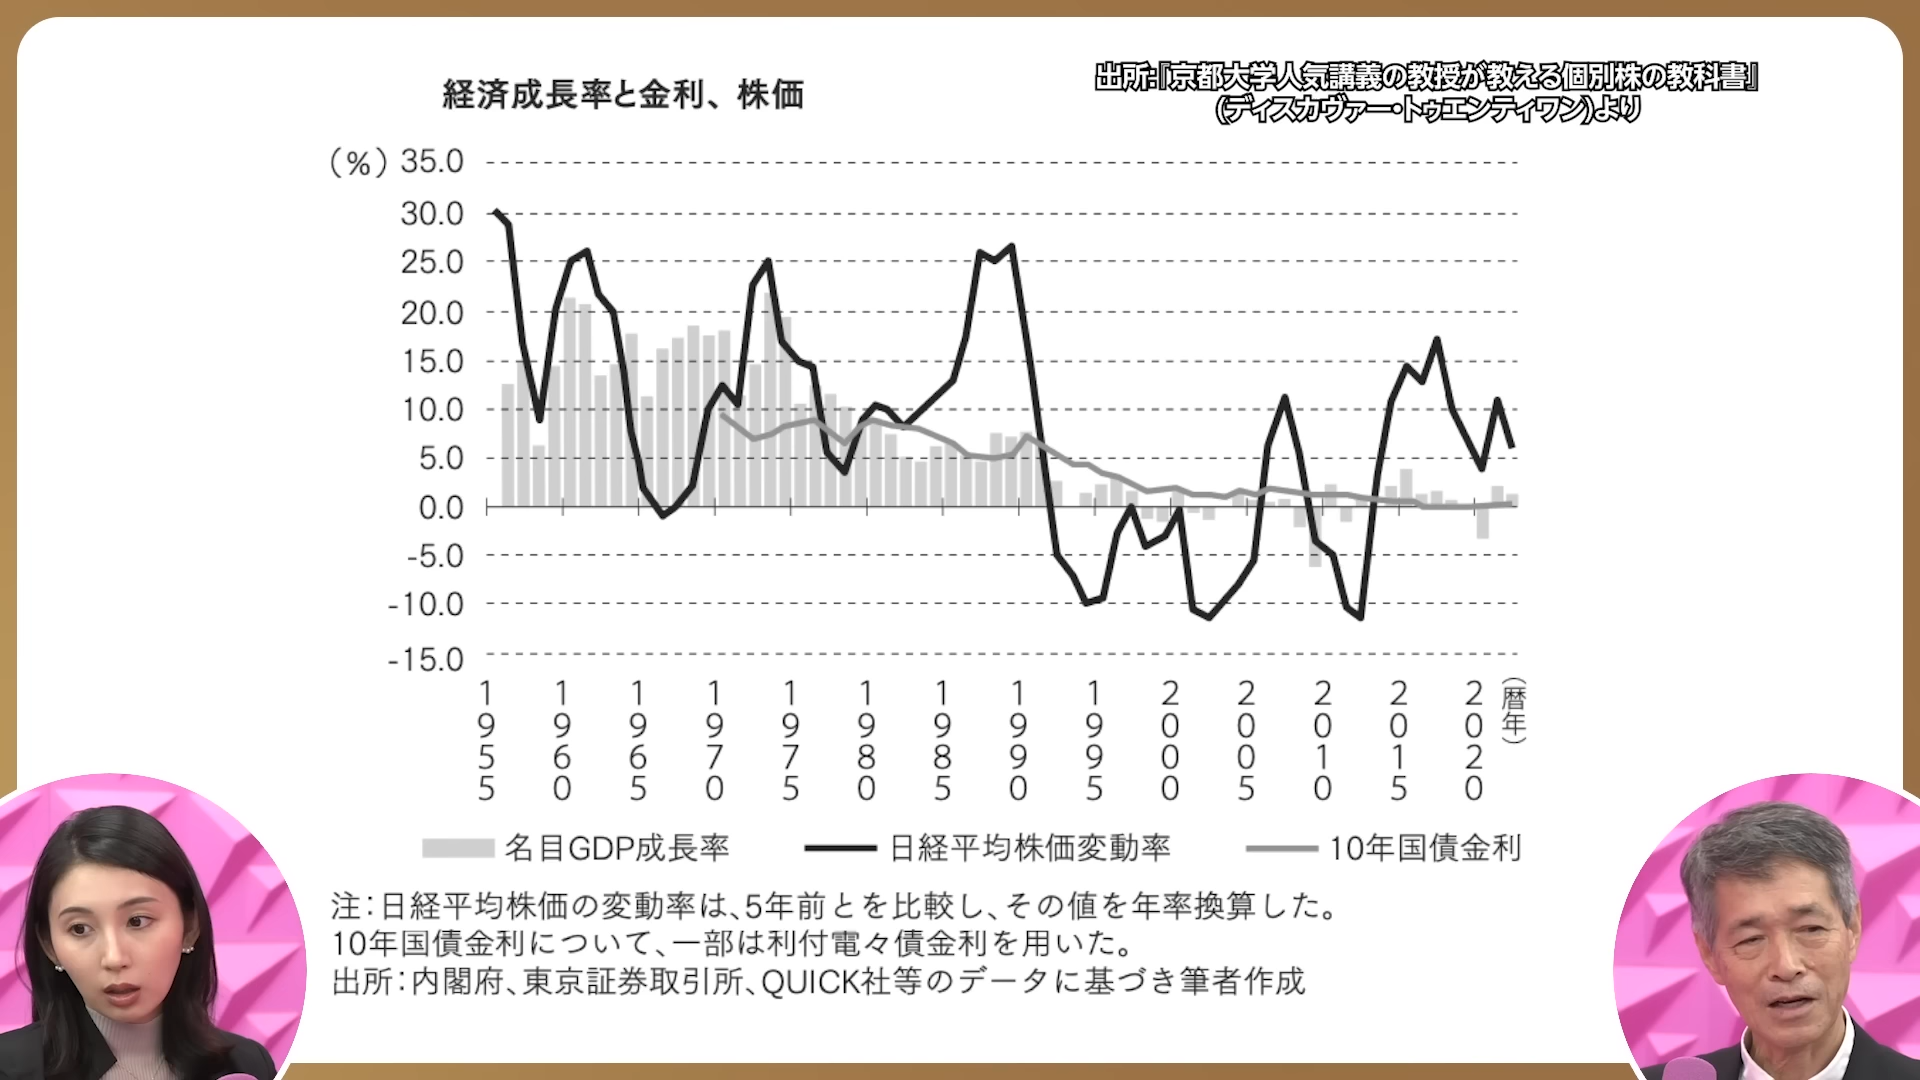 経済成長率と金利、株価
出所:『京都大学人気講義の教授が教える個別株の教科書』
(ディスカヴァー・トゥエンティワン)より
(%)
35.0
30.0
25.0
20.0
15.0
10.0
5.0
0.0
-5.0
-10.0
-15.0
1955
1960
1965
1970
1975
1980
1985
1990
1995
2000
2005
2010
2015
2020
(暦年)
名目GDP成長率
日経平均株価変動率
10年国債金利
注:日経平均株価の変動率は、5年前とを比較し、その値を年率換算した。
10年国債金利について、一部は利付電々債金利を用いた。
出所:内閣府、東京証券取引所、QUICK社等のデータに基づき筆者作成